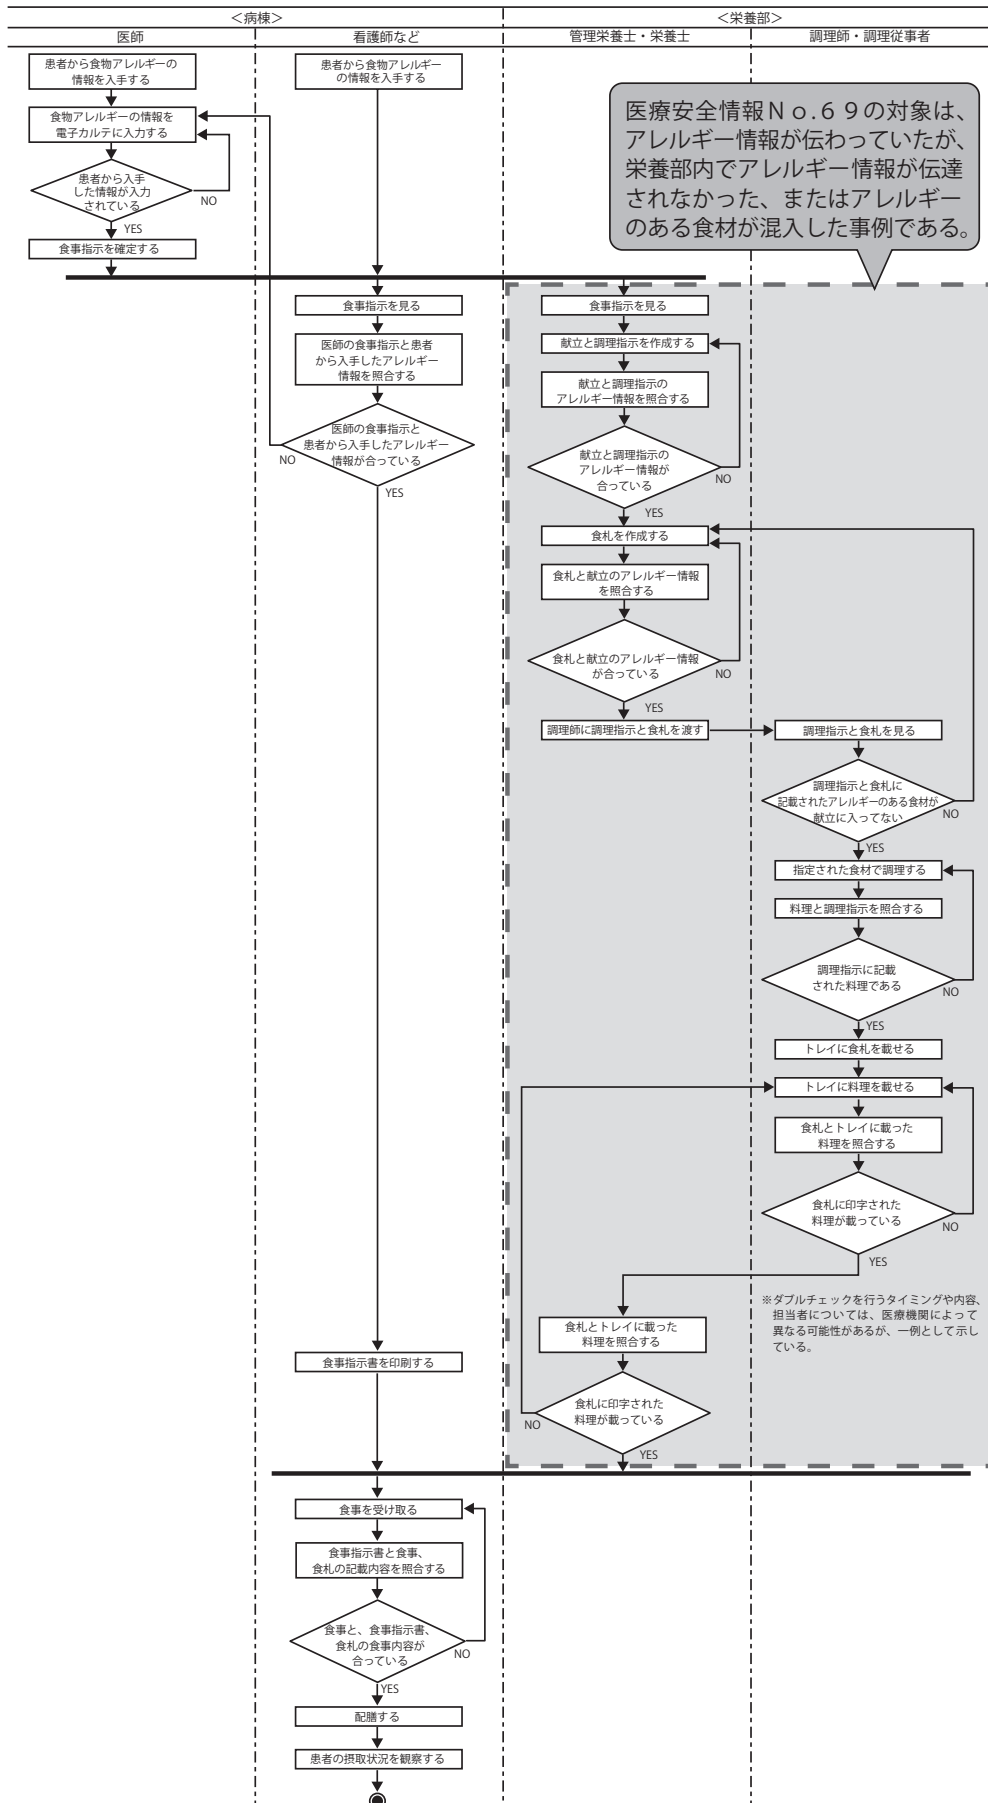 ＜病棟＞
＜栄養部＞
医師
看護師など
管理栄養士・栄養士
調理師・調理従事者
患者から食物アレルギーの
情報を入手する
食物アレルギーの情報を
電子カルテに入力する
患者から入手
した情報が入力
されている
NO
YES
食事指示を確定する
患者から食物アレルギー
の情報を入手する
医療安全情報Ｎｏ.６９の対象は、
アレルギー情報が伝わっていたが、
栄養部内でアレルギー情報が伝達
されなかった、またはアレルギー
のある食材が混入した事例である。
食事指示を見る
医師の食事指示と患者
から入手したアレルギー
情報を照合する
医師の食事指示と
患者から入手したアレルギー
情報が合っている
NO
YES
食事指示を見る
献立と調理指示を作成する
献立と調理指示の
アレルギー情報を照合する
献立と調理指示の
アレルギー情報が
合っている
NO
YES
食札を作成する
食札と献立のアレルギー情報
を照合する
食札と献立のアレルギー情報
が合っている
NO
YES
調理師に調理指示と食札を渡す
調理指示と食札を見る
調理指示と食札に
記載されたアレルギーのある食材が
献立に入ってない
NO
YES
指定された食材で調理する
料理と調理指示を照合する
調理指示に記載
された料理である
NO
YES
トレイに食札を載せる
トレイに料理を載せる
食札とトレイに載った
料理を照合する
食札に印字された
料理が載っている
NO
YES
※ダブルチェックを行うタイミングや内容、
担当者については、医療機関によって
異なる可能性があるが、一例として示し
ている。
食札とトレイに載った
料理を照合する
食札に印字された
料理が載っている
NO
YES
食事指示書を印刷する
食事を受け取る
食事指示書と食事、
食札の記載内容を照合する
食事と、食事指示書、
食札の食事内容が
合っている
NO
YES
配膳する
患者の摂取状況を観察する